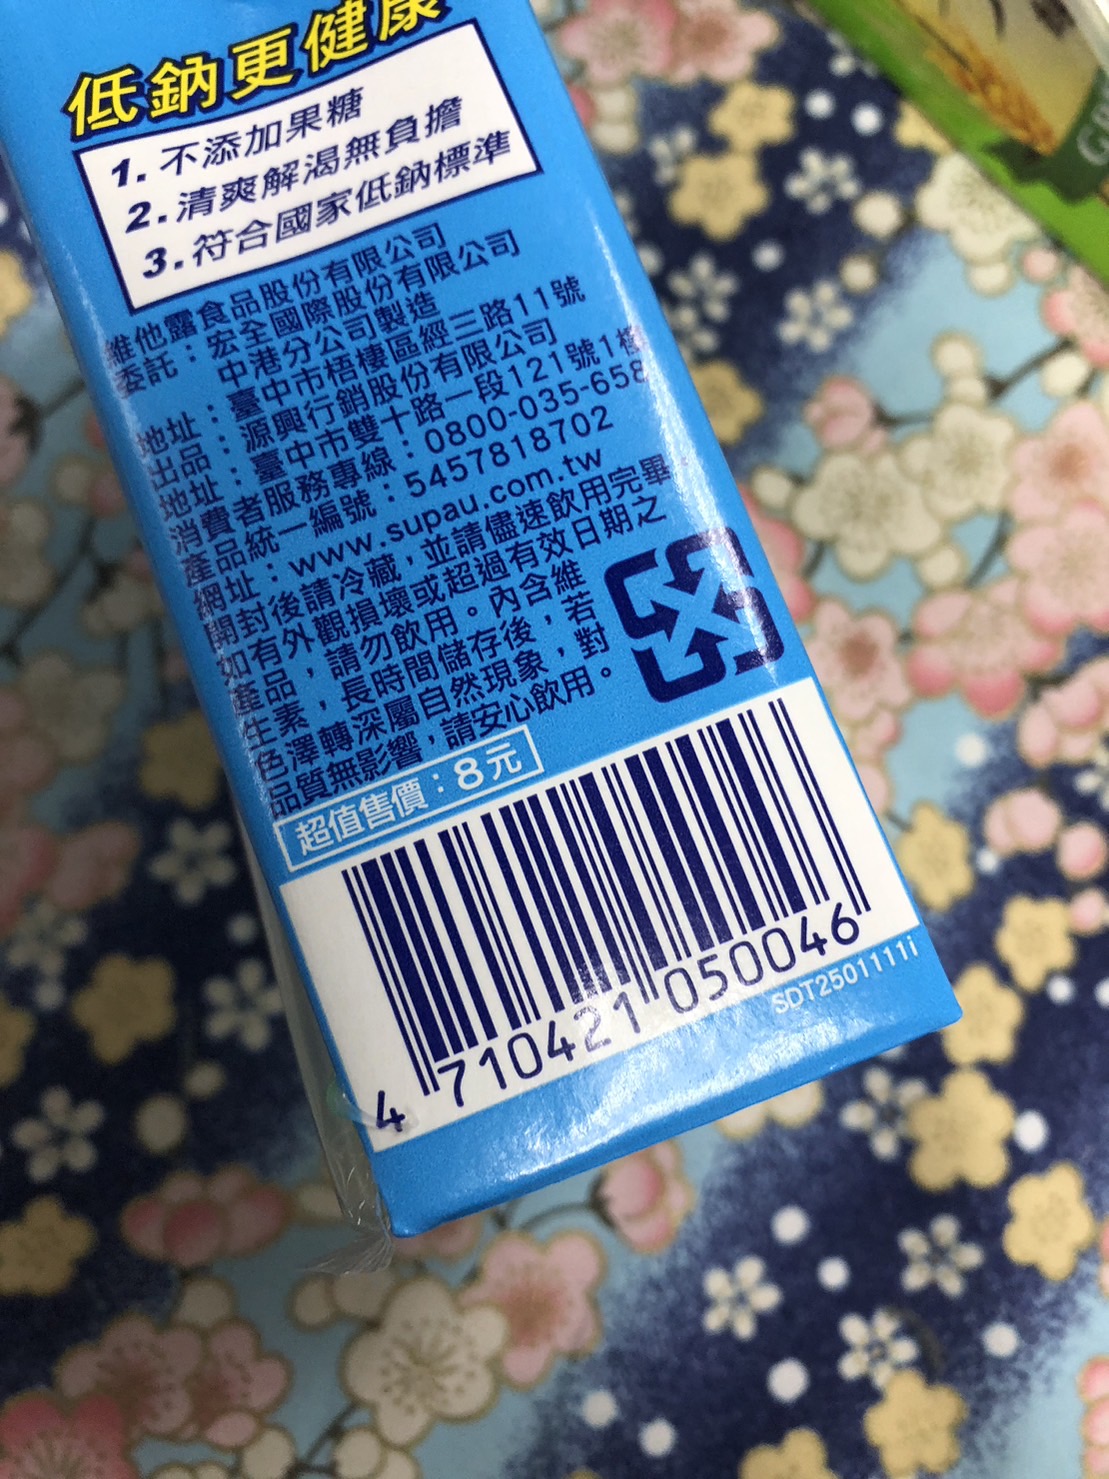 低鈉更健康
1. 不添加果糖
2. 清爽解渴無負擔
3. 符合國家低鈉標準
維他露食品股份有限公司
委託：宏全國際股份有限公司
中港分公司製造
地址：臺中市梧棲區經三路11號
出品：源興行銷股份有限公司
地址：臺中市雙十路一段121號1樓
消費者服務專線：0800-035-658
產品統一編號：5457818702
網址：www.supau.com.tw
開封後請冷藏，並請儘速飲用完畢，
如有外觀損壞或超過有效日期之
產品，請勿飲用。內含維
生素，長時間儲存後，若
色澤轉深屬自然現象，對
品質無影響，請安心飲用。
超值售價：8元
4 710421 050046
SDT2501111i